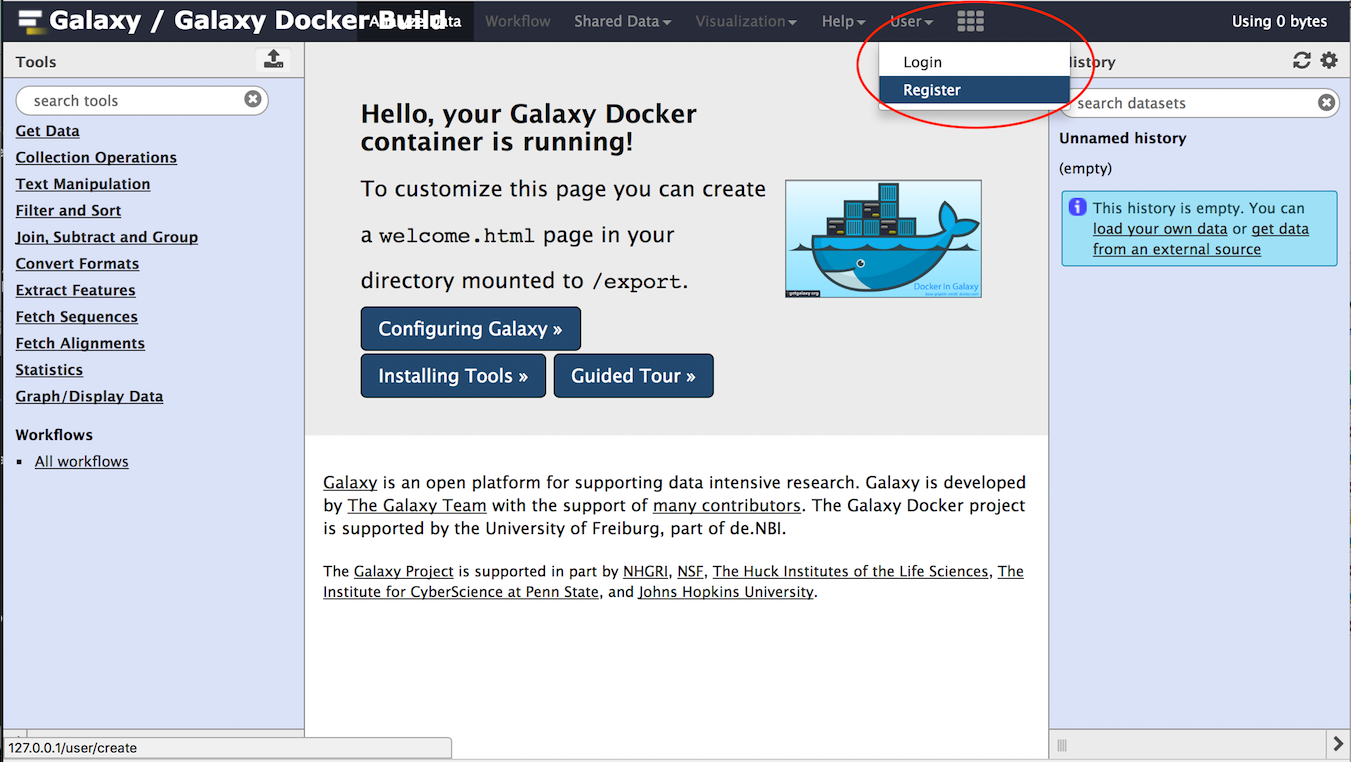 Galaxy / Galaxy Docker Build
Analyze Data
Workflow
Shared Data
Visualization
Help
User
Using 0 bytes
Login
Register
Tools
search tools
Get Data
Collection Operations
Text Manipulation
Filter and Sort
Join, Subtract and Group
Convert Formats
Extract Features
Fetch Sequences
Fetch Alignments
Statistics
Graph/Display Data
Workflows
All workflows
Hello, your Galaxy Docker
container is running!
To customize this page you can create
a welcome.html page in your
directory mounted to /export.
Docker in Galaxy
Configuring Galaxy »
Installing Tools »
Guided Tour »
Galaxy is an open platform for supporting data intensive research. Galaxy is developed
by The Galaxy Team with the support of many contributors. The Galaxy Docker project
is supported by the University of Freiburg, part of de.NBI.
The Galaxy Project is supported in part by NHGRI, NSF, The Huck Institutes of the Life Sciences, The
Institute for CyberScience at Penn State, and Johns Hopkins University.
History
search datasets
Unnamed history
(empty)
This history is empty. You can
load your own data or get data
from an external source
127.0.0.1/user/create